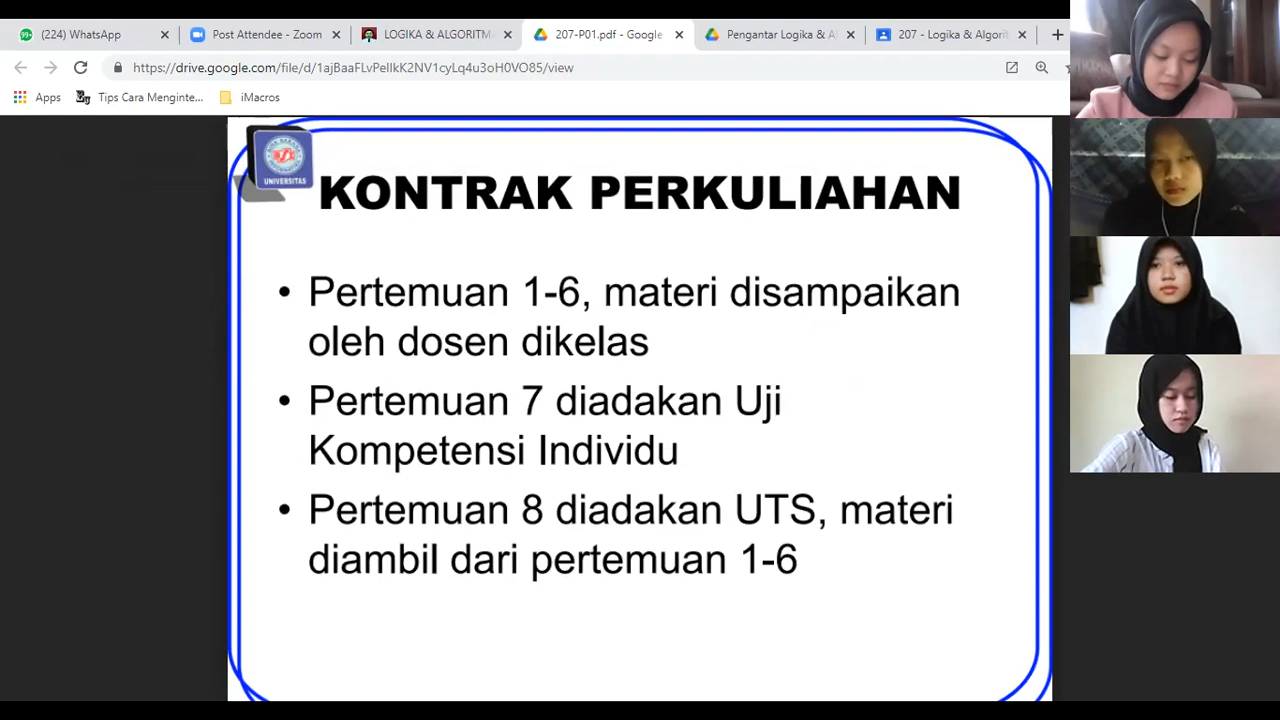 (224) WhatsApp
Post Attendee - Zoom
LOGIKA & ALGORITM
207-P01.pdf - Google
Pengantar Logika & Al
207 - Logika & Algorit
https://drive.google.com/file/d/1ajBaaFLvPellkK2NV1cyLq4u3oH0VO85/view
Apps
Tips Cara Menginte...
iMacros
UNIVERSITAS
KONTRAK PERKULIAHAN
• Pertemuan 1-6, materi disampaikan
oleh dosen dikelas
• Pertemuan 7 diadakan Uji
Kompetensi Individu
• Pertemuan 8 diadakan UTS, materi
diambil dari pertemuan 1-6